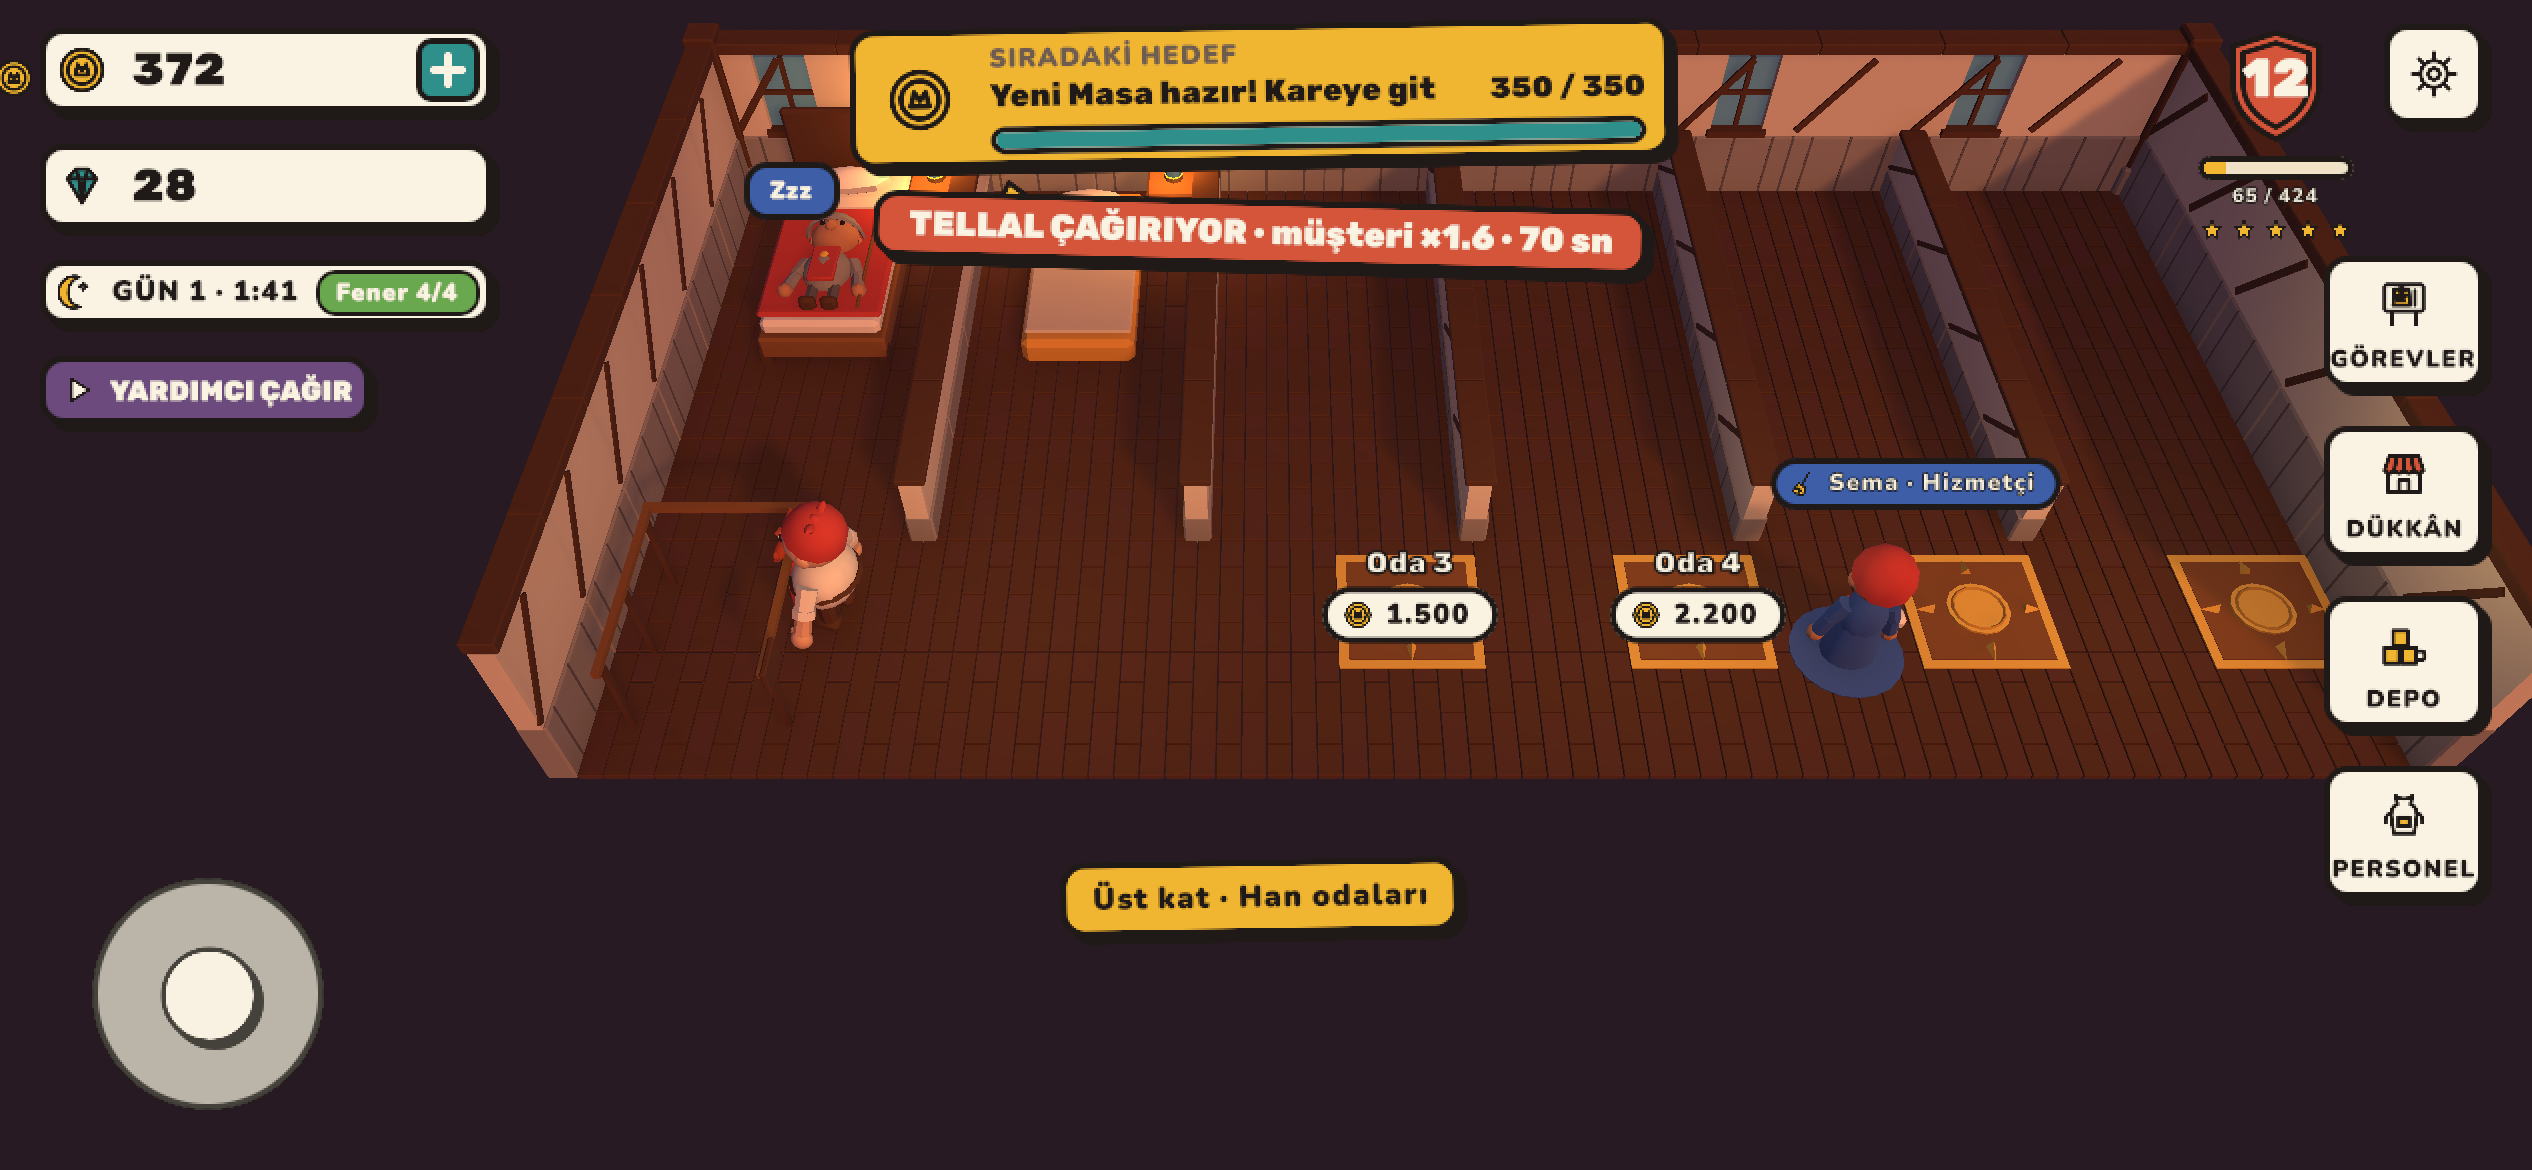 372
28
GÜN 1 · 1:41
Fener 4/4
YARDIMCI ÇAĞIR
SIRADAKİ HEDEF
Yeni Masa hazır! Kareye git 350 / 350
TELLAL ÇAĞIRIYOR · müşteri ×1.6 · 70 sn
Zzz
12
65 / 424
GÖREVLER
DÜKKÂN
DEPO
PERSONEL
Sema · Hizmetçi
Oda 3
1.500
Oda 4
2.200
Üst kat · Han odaları